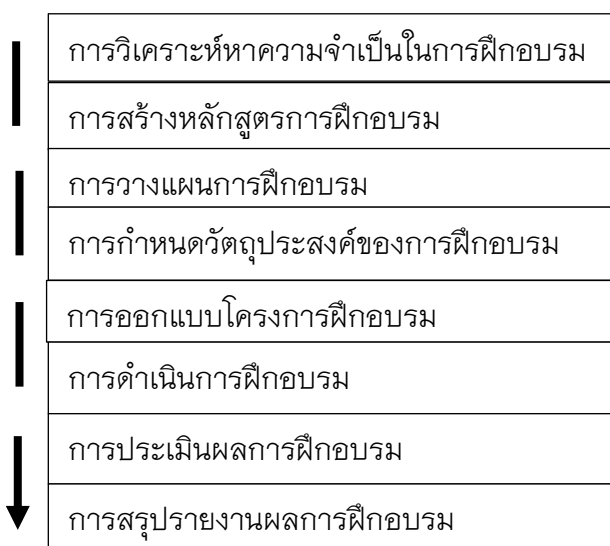 การวิเคราะห์หาความจำเป็นในการฝึกอบรม
การสร้างหลักสูตรการฝึกอบรม
การวางแผนการฝึกอบรม
การกำหนดวัตถุประสงค์ของการฝึกอบรม
การออกแบบโครงการฝึกอบรม
การดำเนินการฝึกอบรม
การประเมินผลการฝึกอบรม
การสรุปรายงานผลการฝึกอบรม